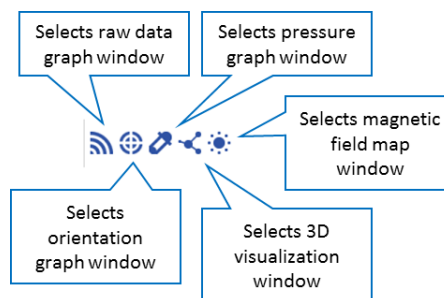 Selects raw data
graph window
Selects pressure
graph window
Selects magnetic
field map
window
Selects
orientation
graph window
Selects 3D
visualization
window